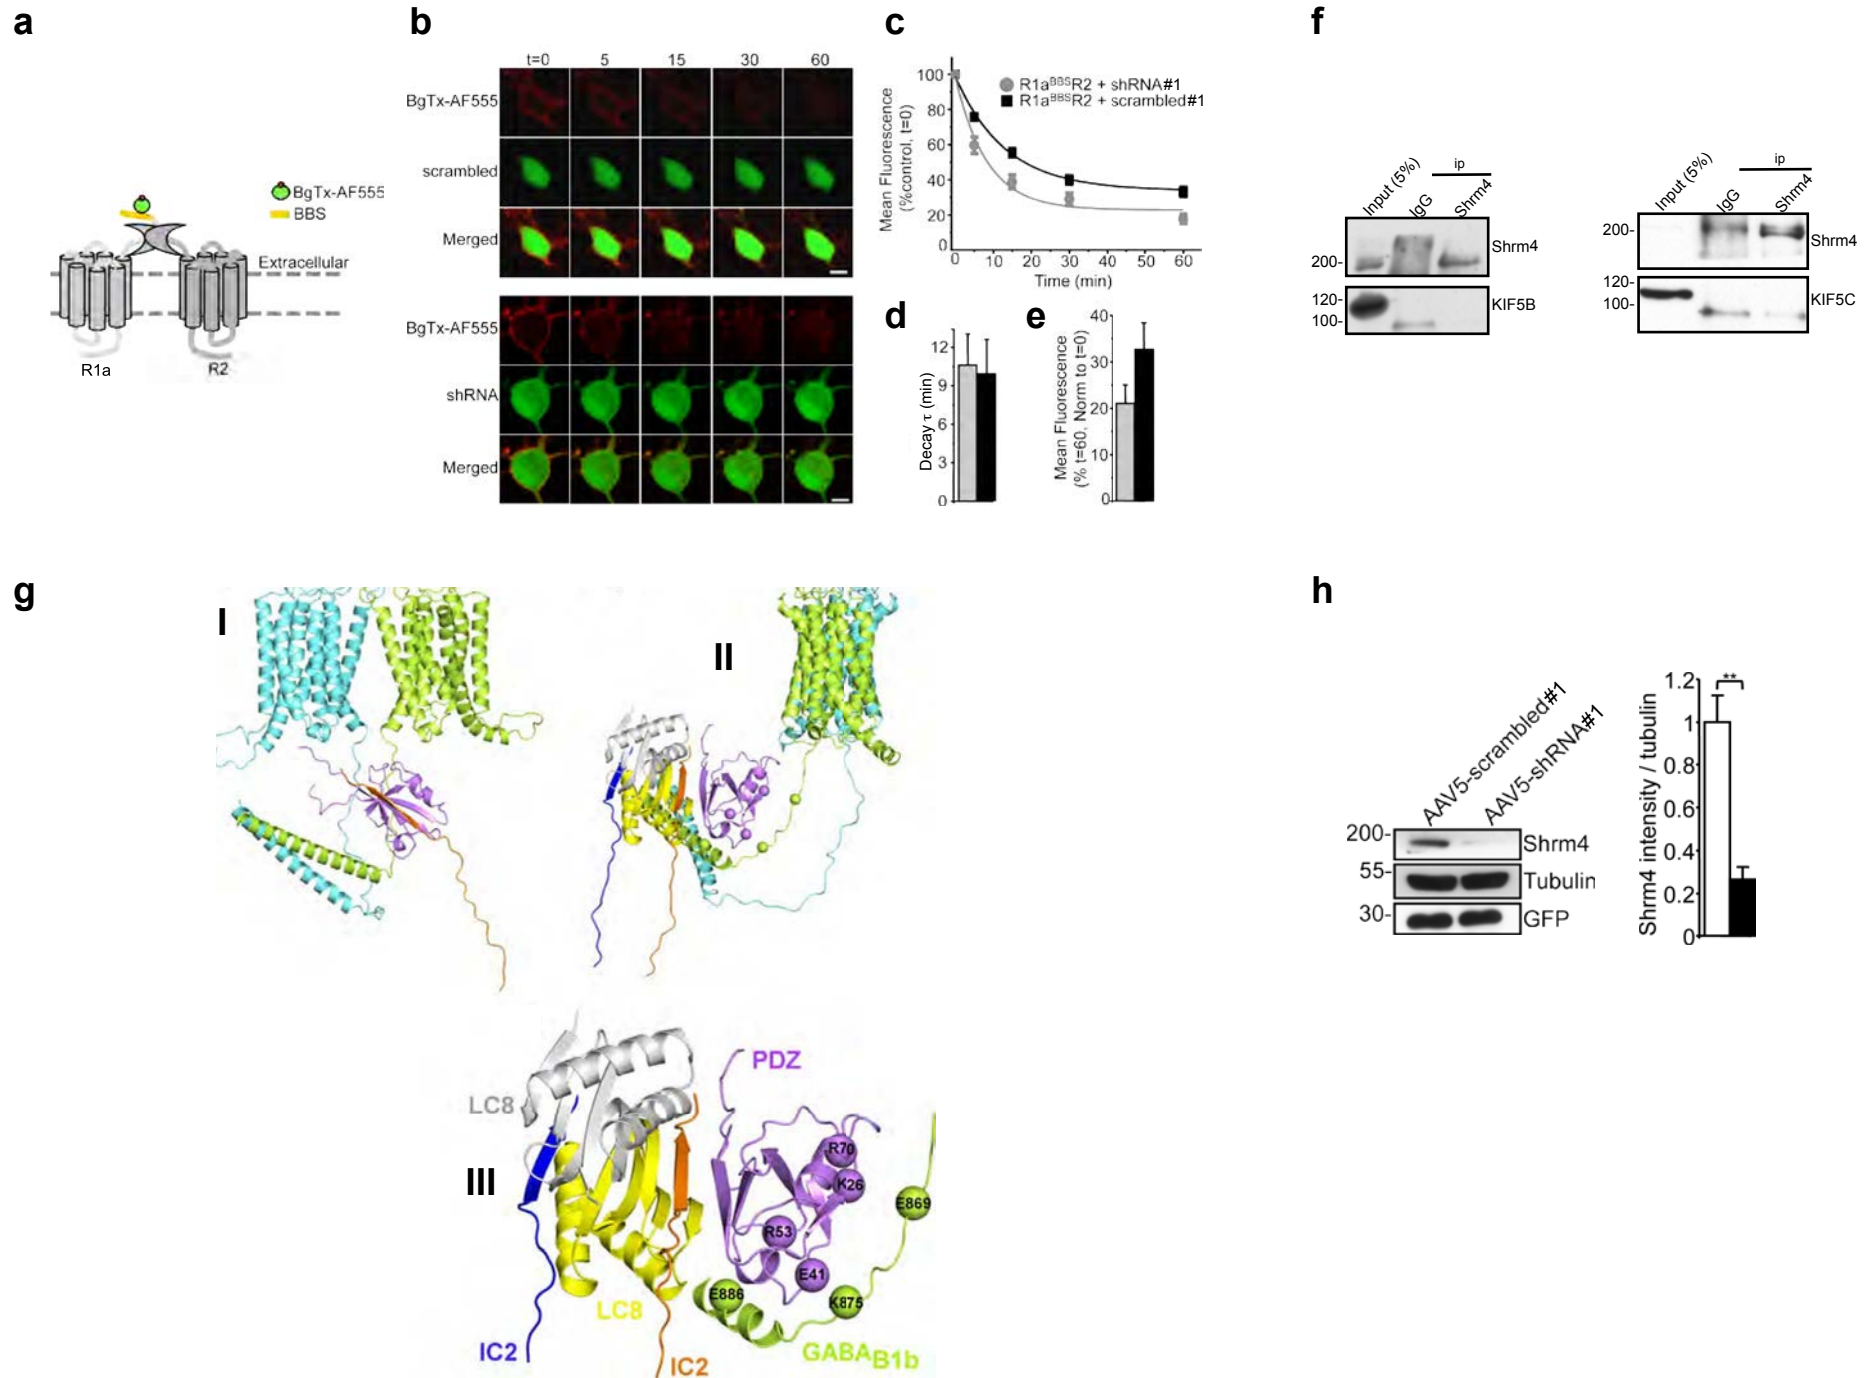 a
BgTx-AF555
BBS
Extracellular
R1a
R2
b
t=0 5 15 30 60
BgTx-AF555
scrambled
Merged
BgTx-AF555
shRNA
Merged
c
Mean Fluorescence
(%control, t=0)
100
80
60
40
20
0
R1aBBSR2 + shRNA#1
R1aBBSR2 + scrambled#1
0 10 20 30 40 50 60
Time (min)
d
Decay τ (min)
12
9
6
3
0
e
Mean Fluorescence
(% t=60, Norm to t=0)
40
30
20
10
0
f
Input (5%)
IgG
Shrm4
ip
200-
Shrm4
120-
100-
KIF5B
Input (5%)
IgG
Shrm4
ip
200-
Shrm4
120-
100-
KIF5C
g
I
II
III
LC8
PDZ
R70
K26
E869
R53
E41
E886
K875
LC8
IC2
IC2
GABAB1b
h
AAV5-scrambled#1
AAV5-shRNA#1
200-
Shrm4
55-
Tubulin
30-
GFP
Shrm4 intensity / tubulin
1.2
1
0.8
0.6
0.4
0.2
0
**